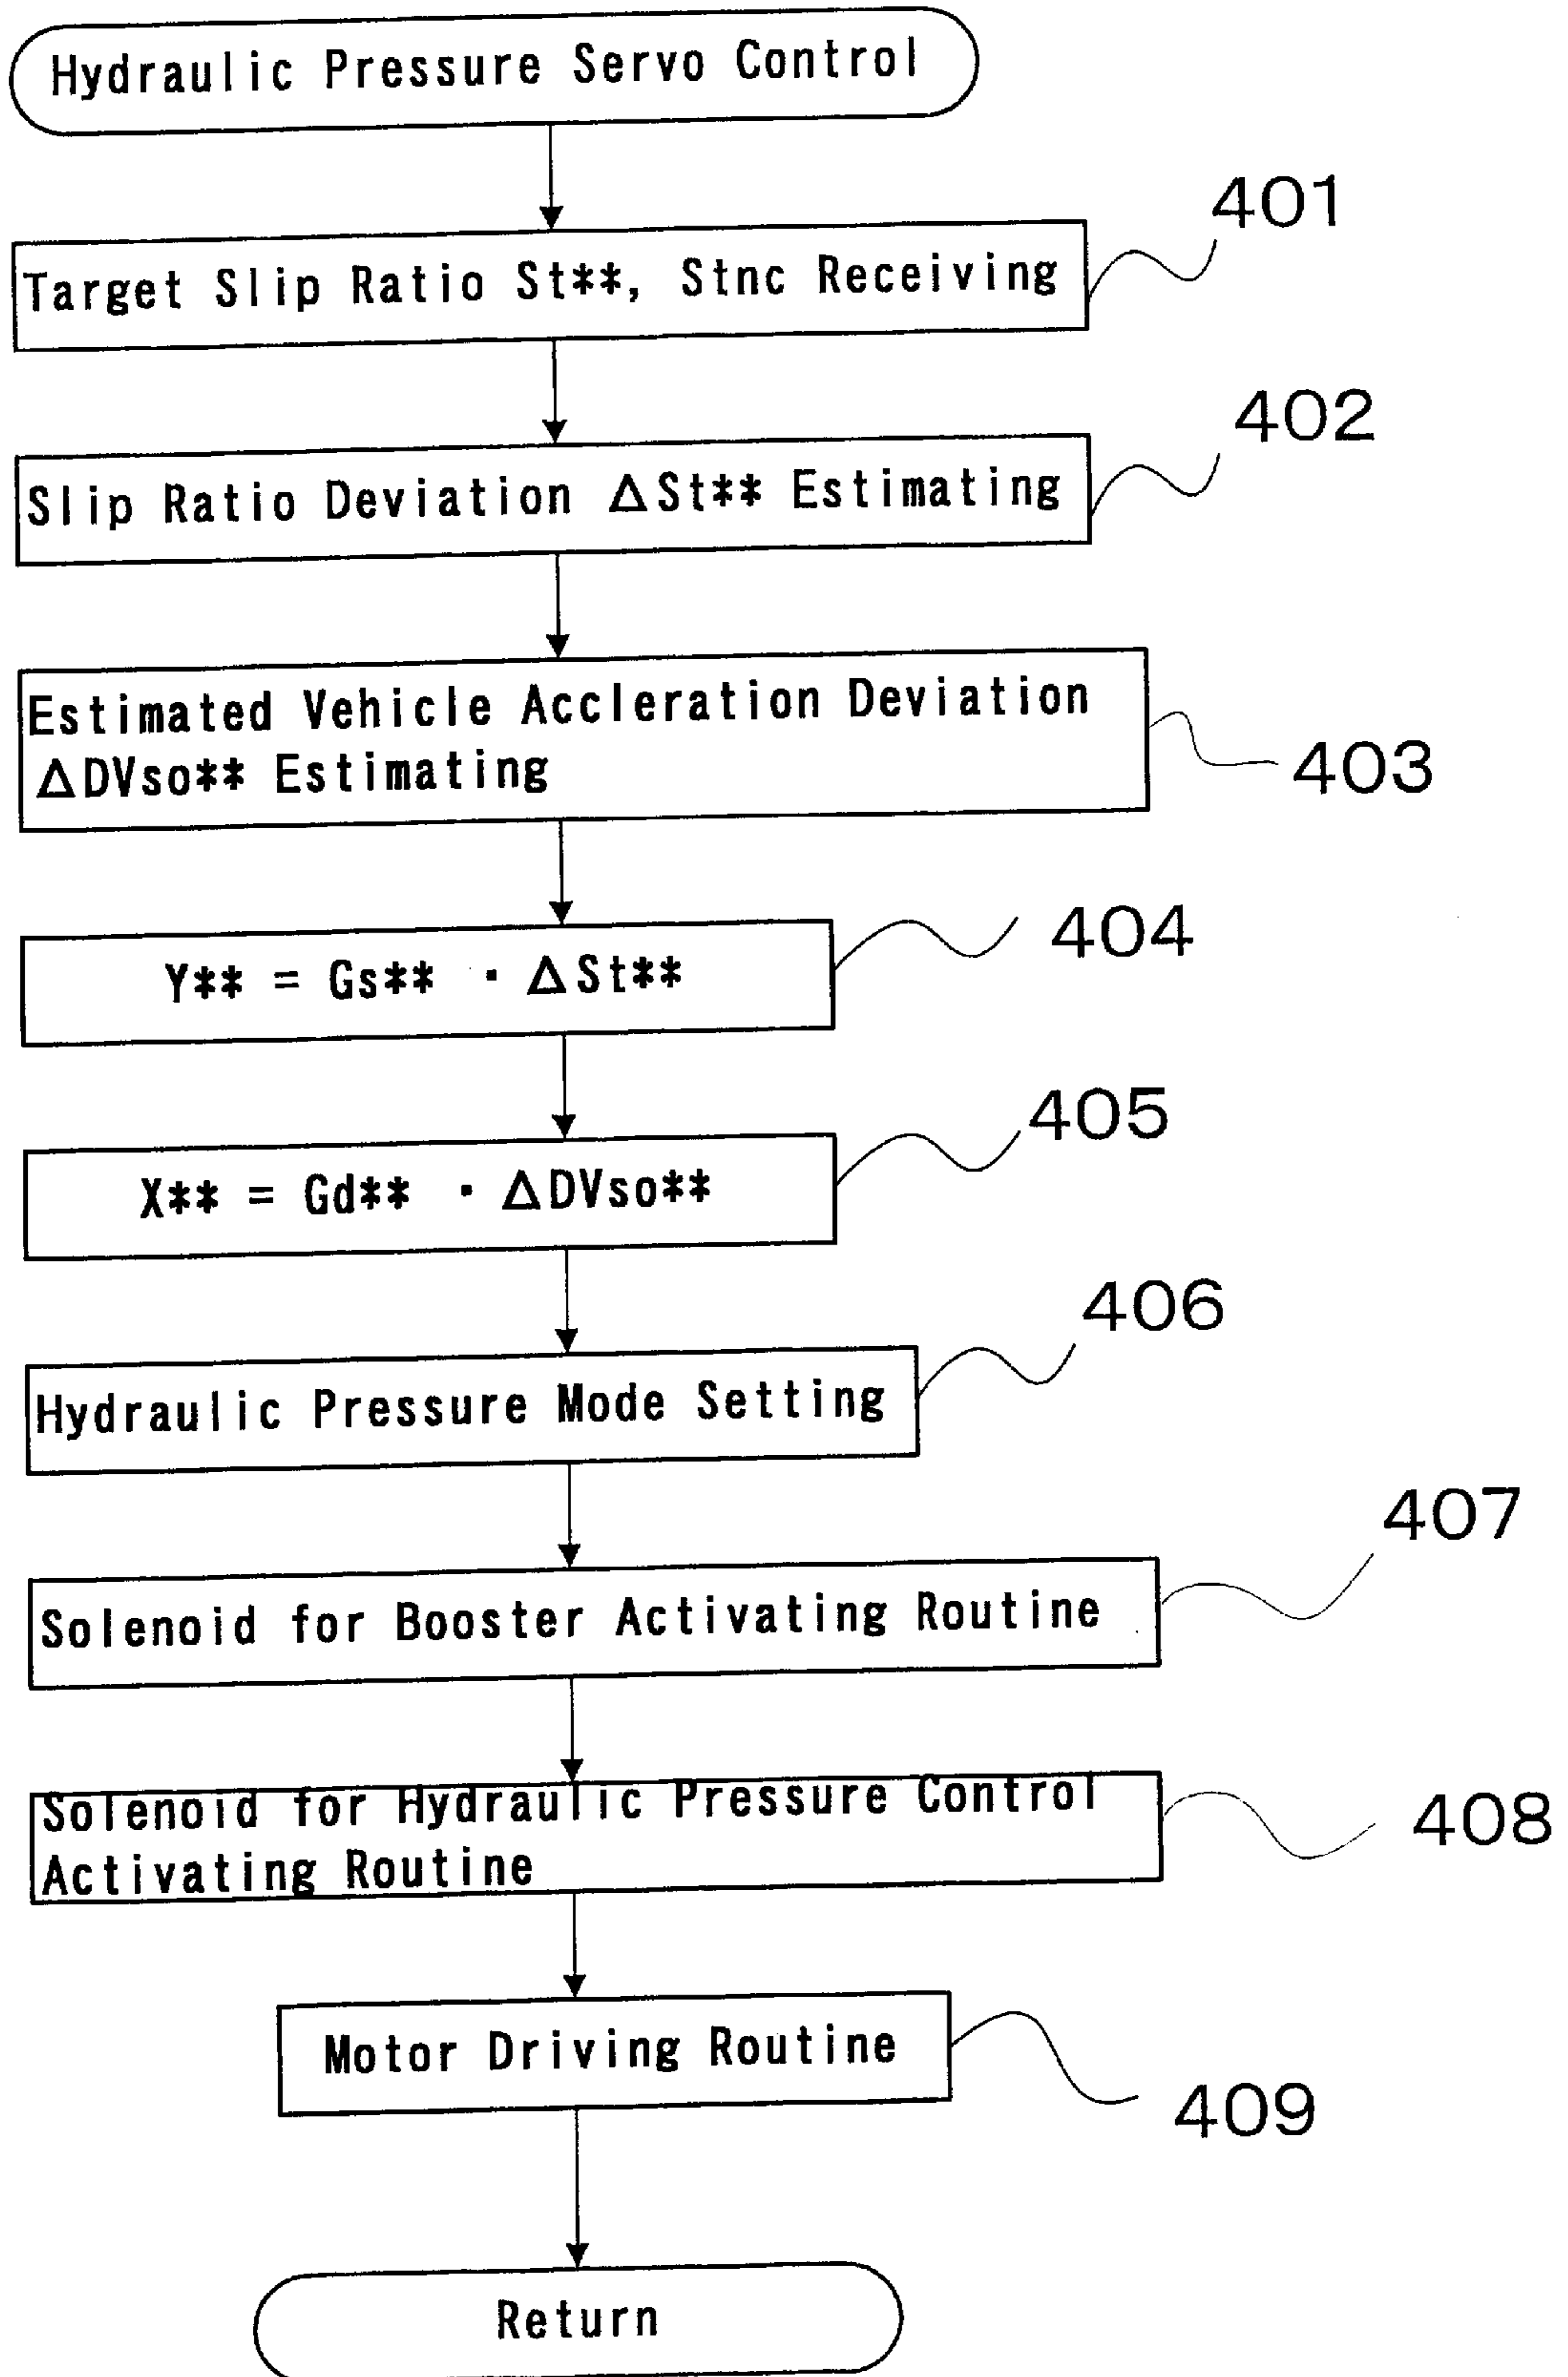 Hydraulic Pressure Servo Control
401
Target Slip Ratio St**, Stnc Receiving
402
Slip Ratio Deviation ΔSt** Estimating
Estimated Vehicle Accleration Deviation
ΔDVso** Estimating
403
404
Y** = Gs** · ΔSt**
405
X** = Gd** · ΔDVso**
406
Hydraulic Pressure Mode Setting
407
Solenoid for Booster Activating Routine
Solenoid for Hydraulic Pressure Control
Activating Routine
408
Motor Driving Routine
409
Return